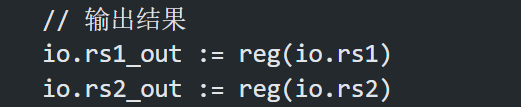 // 输出结果
io.rs1_out := reg(io.rs1)
io.rs2_out := reg(io.rs2)